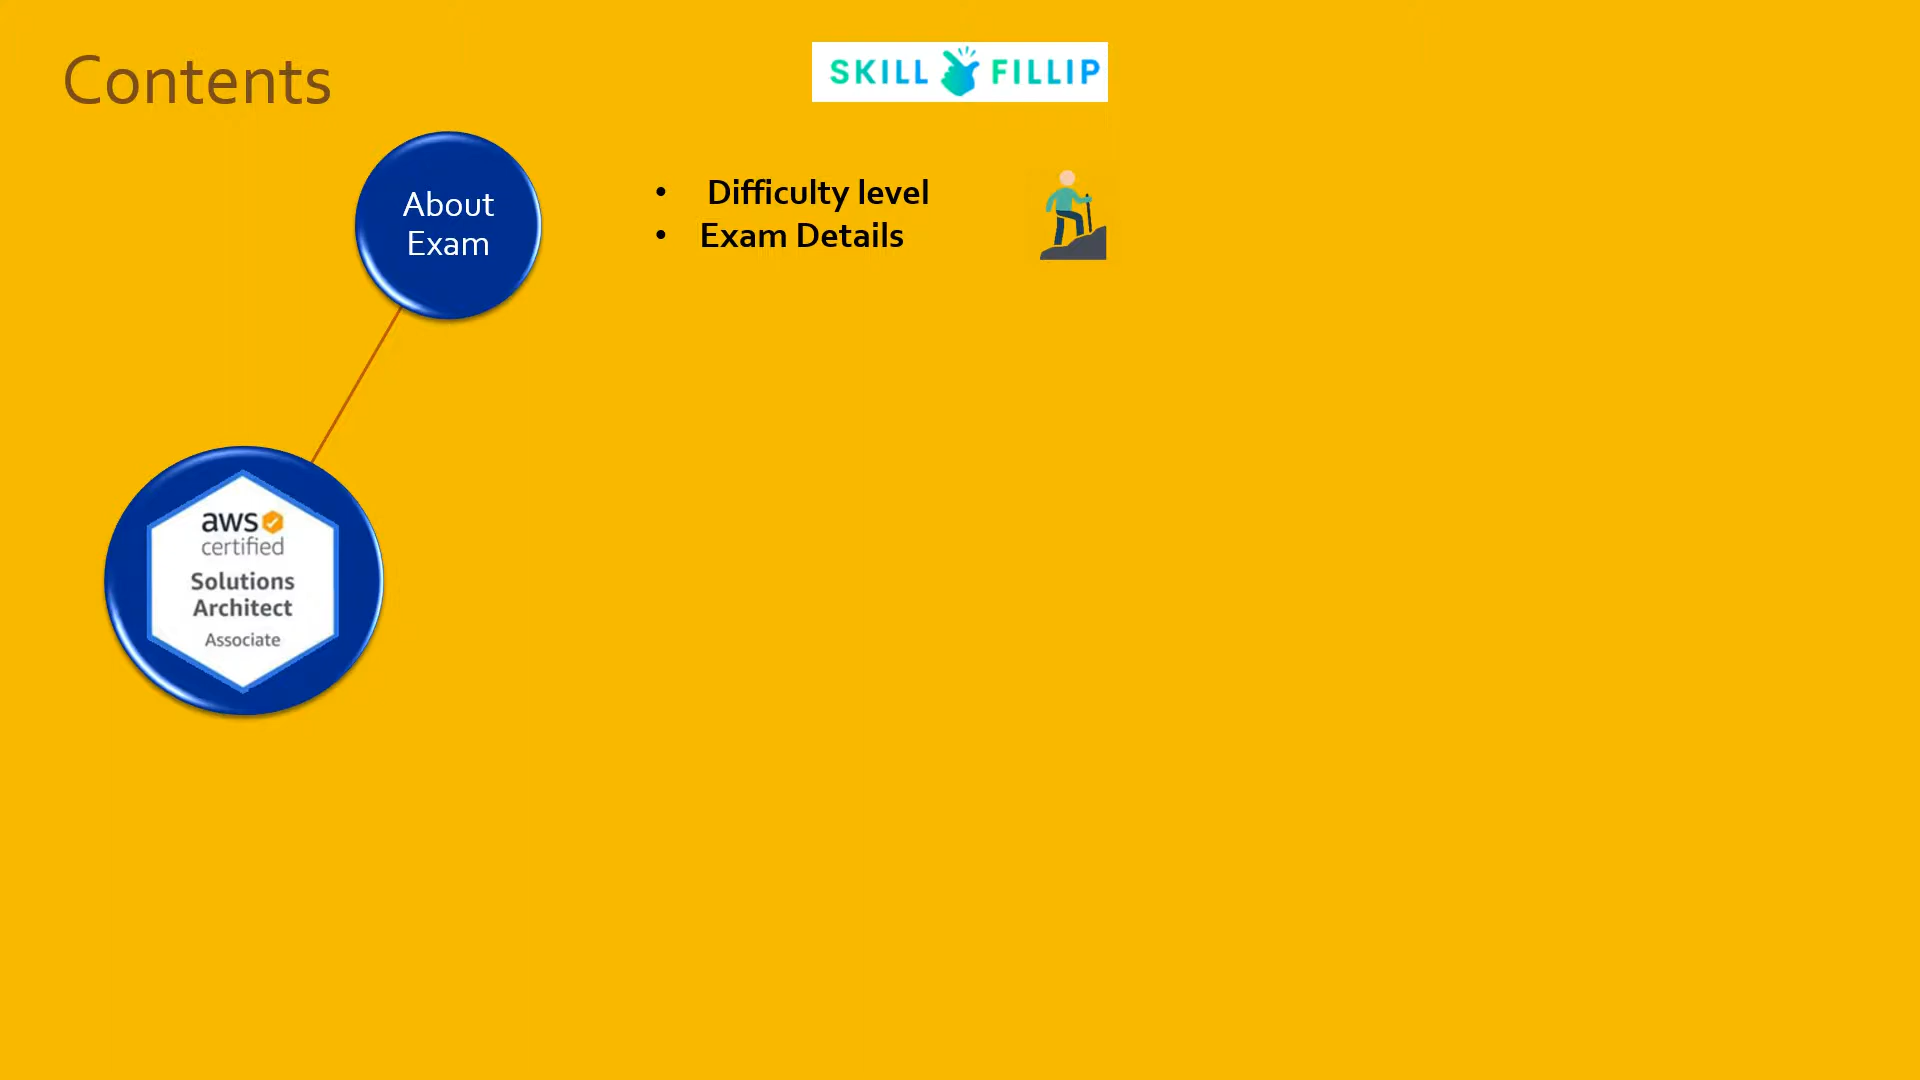 Contents
SKILL FILLIP
About
Exam
• Difficulty level
• Exam Details
aws
certified
Solutions
Architect
Associate